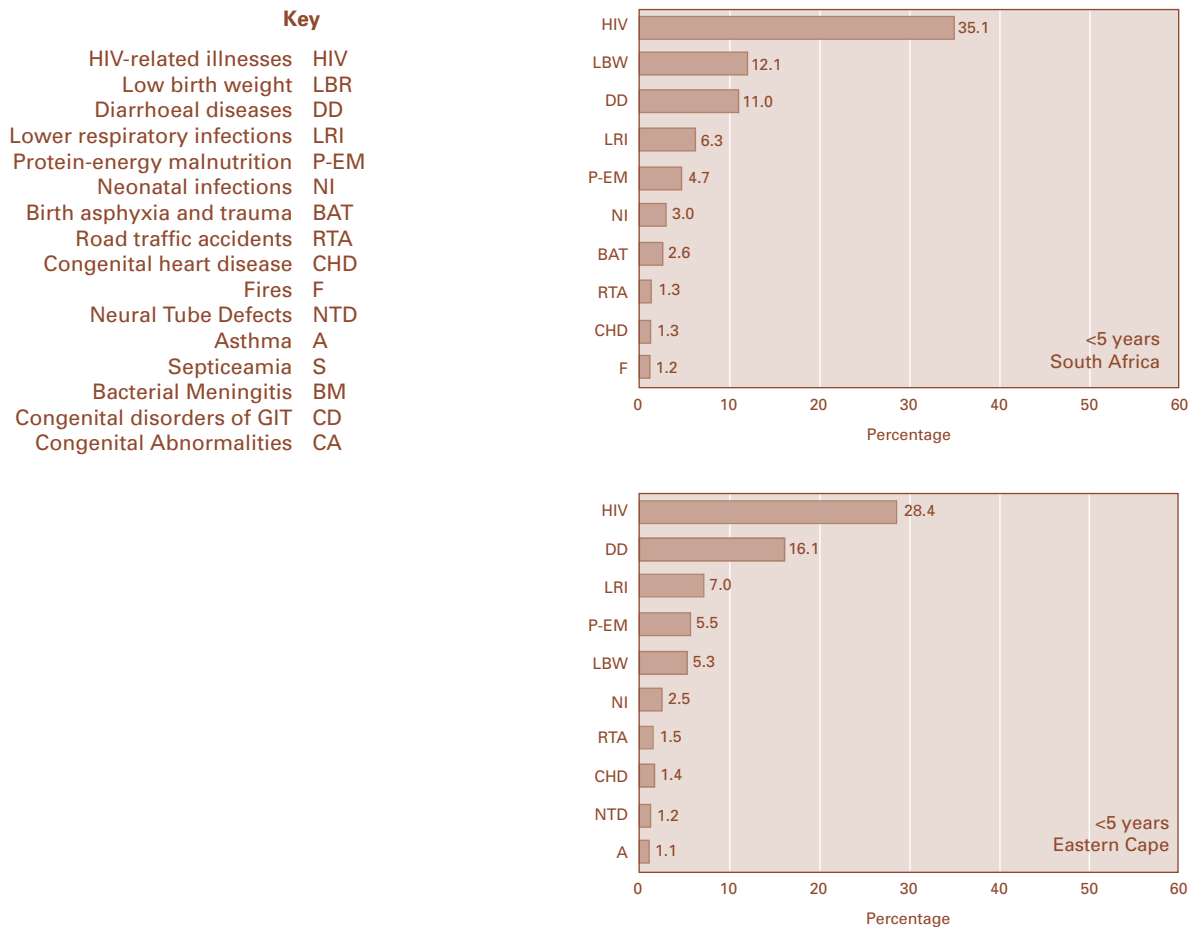 Key
HIV-related illnesses HIV
Low birth weight LBR
Diarrhoeal diseases DD
Lower respiratory infections LRI
Protein-energy malnutrition P-EM
Neonatal infections NI
Birth asphyxia and trauma BAT
Road traffic accidents RTA
Congenital heart disease CHD
Fires F
Neural Tube Defects NTD
Asthma A
Septiceamia S
Bacterial Meningitis BM
Congenital disorders of GIT CD
Congenital Abnormalities CA
HIV 35.1
LBW 12.1
DD 11.0
LRI 6.3
P-EM 4.7
NI 3.0
BAT 2.6
RTA 1.3
CHD 1.3
F 1.2
<5 years
South Africa
0 10 20 30 40 50 60
Percentage
HIV 28.4
DD 16.1
LRI 7.0
P-EM 5.5
LBW 5.3
NI 2.5
RTA 1.5
CHD 1.4
NTD 1.2
A 1.1
<5 years
Eastern Cape
0 10 20 30 40 50 60
Percentage